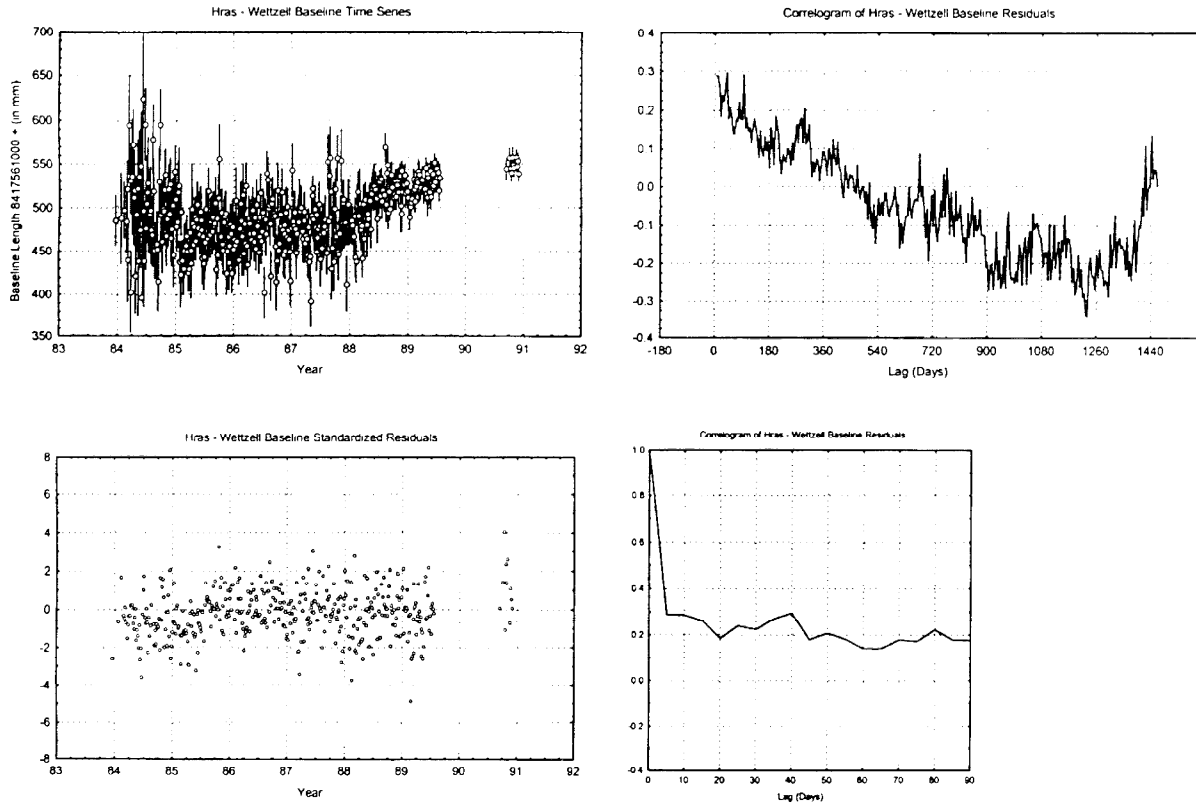 Hras - Wettzell Baseline Time Series
Baseline Length 8417561000 + (in mm)
700
650
600
550
500
450
400
350
83 84 85 86 87 88 89 90 91 92
Year
Correlogram of Hras - Wettzell Baseline Residuals
0.4
0.3
0.2
0.1
0.0
-0.1
-0.2
-0.3
-0.4
-180 0 180 360 540 720 900 1080 1260 1440
Lag (Days)
Hras - Wettzell Baseline Standardized Residuals
8
6
4
2
0
-2
-4
-6
-8
83 84 85 86 87 88 89 90 91 92
Year
Correlogram of Hras - Wettzell Baseline Residuals
1.0
0.8
0.6
0.4
0.2
0.0
-0.2
-0.4
0 10 20 30 40 50 60 70 80 90
Lag (Days)